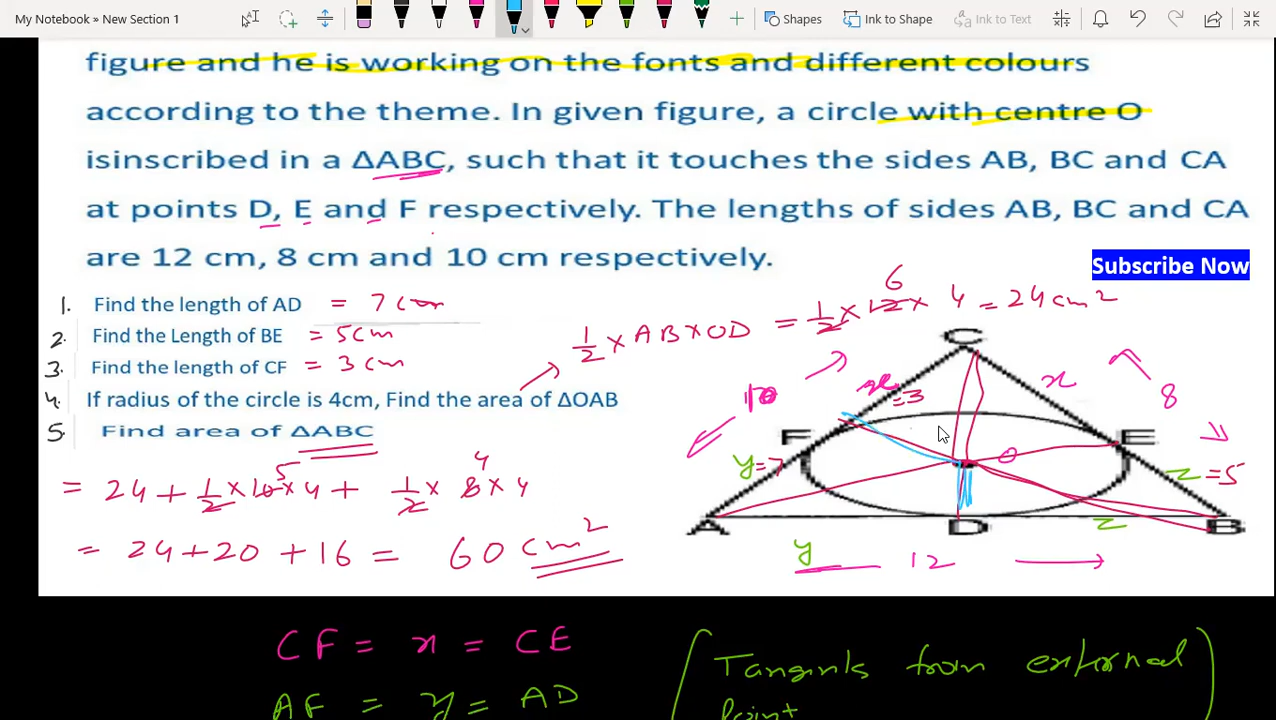 My Notebook » New Section 1
Shapes
Ink to Shape
Ink to Text
figure and he is working on the fonts and different colours
according to the theme. In given figure, a circle with centre O
isinscribed in a ΔABC, such that it touches the sides AB, BC and CA
at points D, E and F respectively. The lengths of sides AB, BC and CA
are 12 cm, 8 cm and 10 cm respectively.
Subscribe Now
1. Find the length of AD = 7cm
2. Find the Length of BE = 5cm
3. Find the length of CF = 3cm
4. If radius of the circle is 4cm, Find the area of ΔOAB
1/2 × AB × OD = 1/2 × 12 × 4 = 24cm2
6
5. Find area of ΔABC
= 24 + 1/2 × 10 × 4 + 1/2 × 8 × 4
5 4
= 24 + 20 + 16 = 60 cm2
C
x = 3
x
10
8
F
E
y = 7
O
z = 5
A
D
z
B
y
12
CF = x = CE
AF = y = AD
(Tangents from external
point